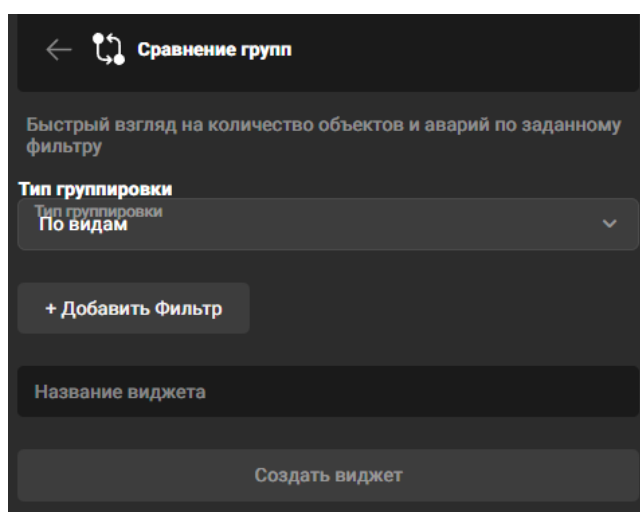 Сравнение групп
Быстрый взгляд на количество объектов и аварий по заданному
фильтру
Тип группировки
Тип группировки
По видам
+ Добавить Фильтр
Название виджета
Создать виджет